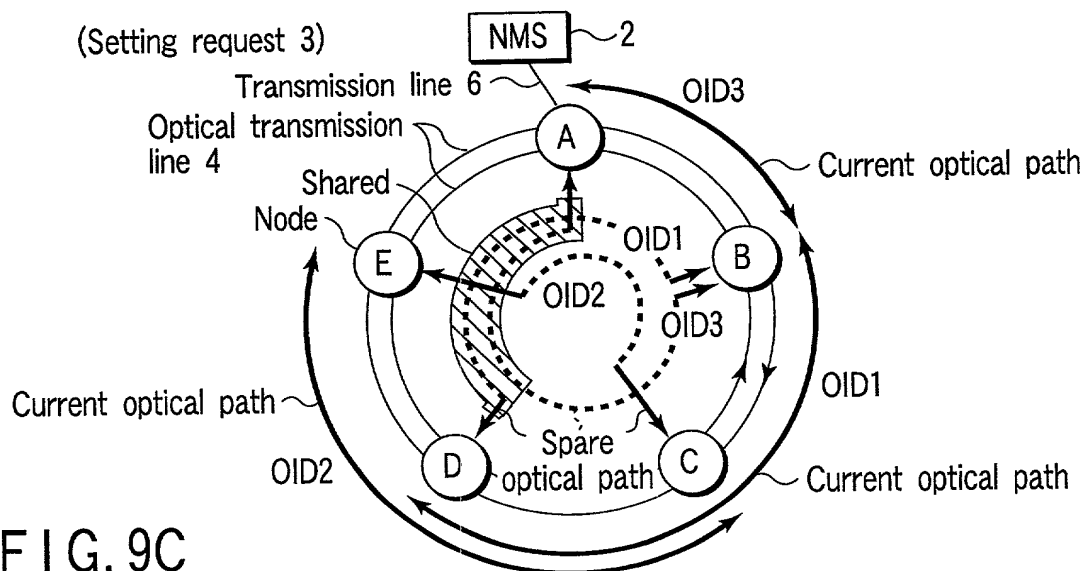 (Setting request 3)
NMS
2
Transmission line 6
OID3
Optical transmission
line 4
A
Current optical path
Shared
Node
OID1
B
E
OID2
OID3
Current optical path
OID1
Spare
optical path
D
C
OID2
Current optical path
FIG. 9C